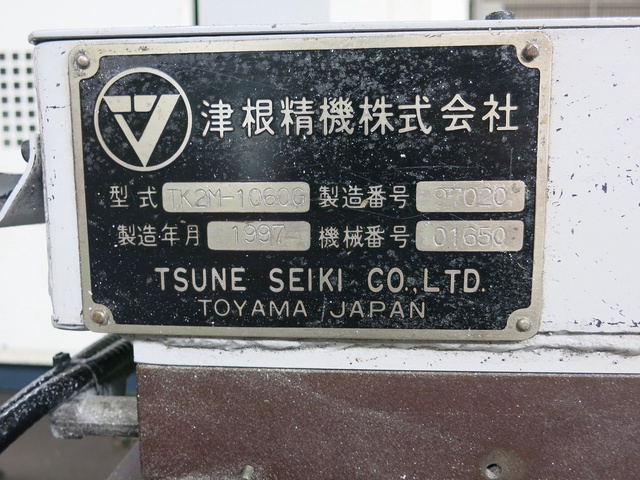 津根精機株式会社
型式 TK2M-1060G 製造番号 97020
製造年月 1997- 機械番号 01650
TSUNE SEIKI CO.,LTD.
TOYAMA JAPAN